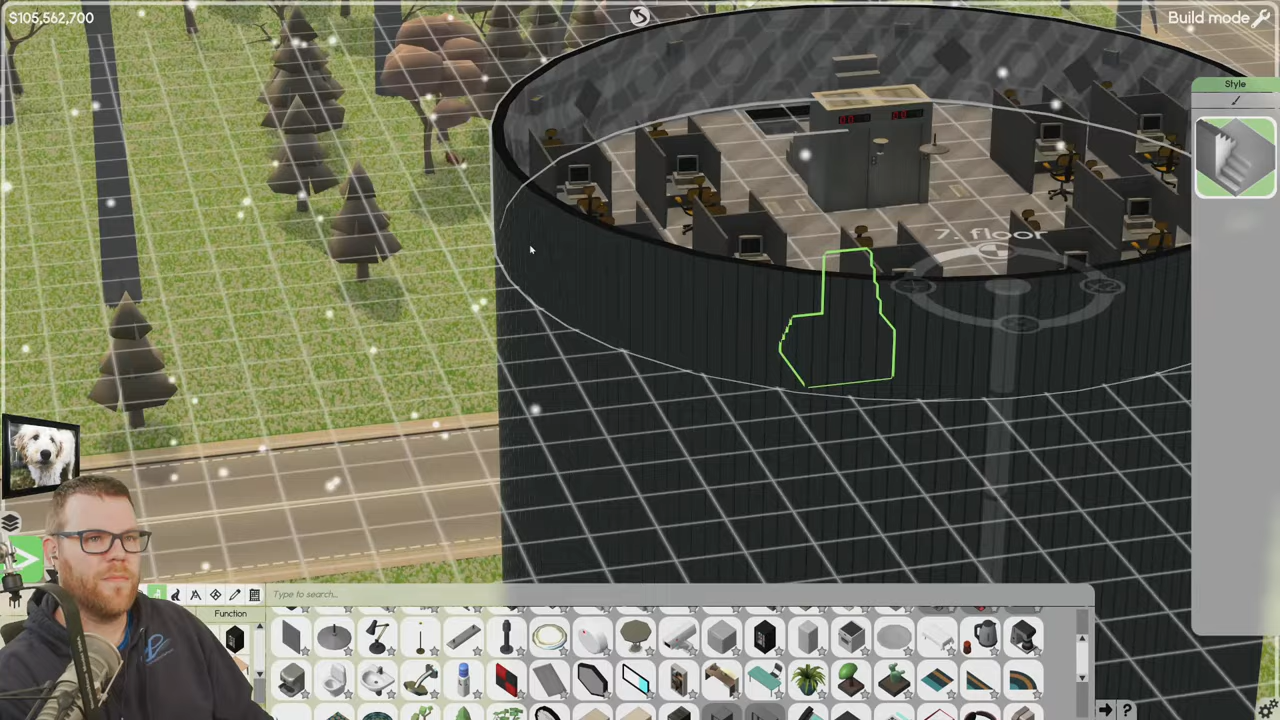 $105,562,700
Build mode
Style
7. floor
Type to search...
Function
?